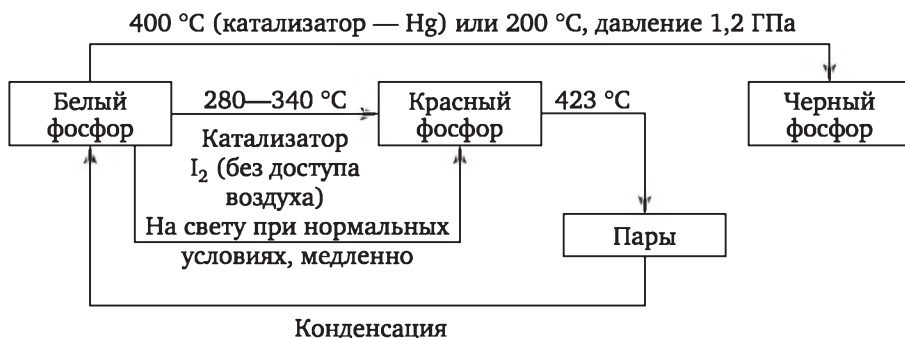 400 °C (катализатор — Hg) или 200 °C, давление 1,2 ГПа
Белый
фосфор
280—340 °C
Катализатор
I₂ (без доступа
воздуха)
На свету при нормальных
условиях, медленно
Красный
фосфор
423 °C
Черный
фосфор
Пары
Конденсация